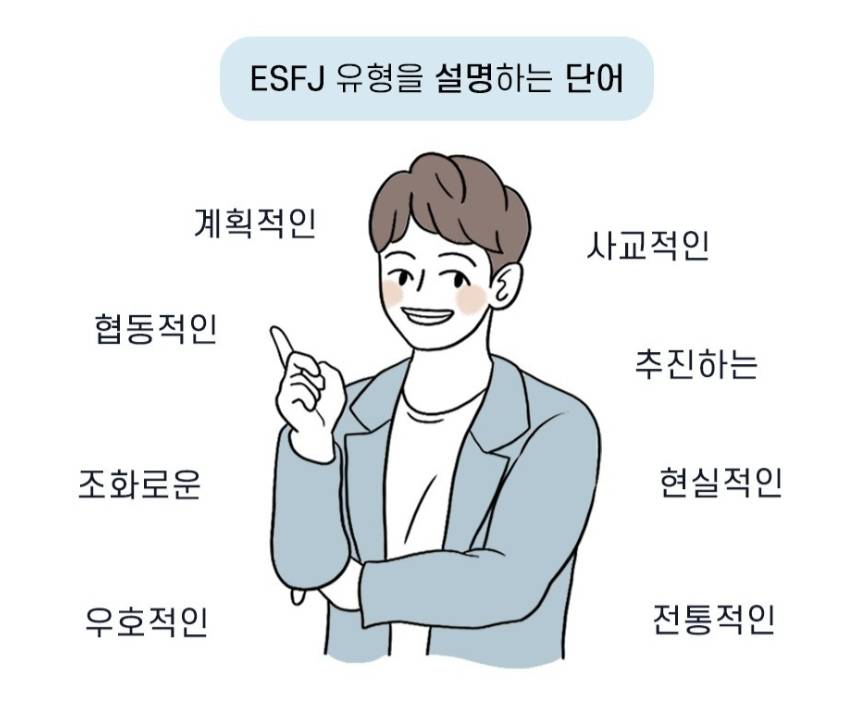 ESFJ 유형을 설명하는 단어
계획적인
사교적인
협동적인
추진하는
조화로운
현실적인
우호적인
전통적인